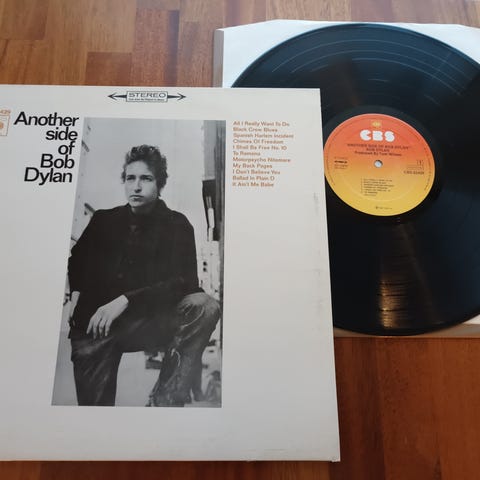 STEREO
Another
side
of
Bob
Dylan
All I Really Want To Do
Black Crow Blues
Spanish Harlem Incident
Chimes Of Freedom
I Shall Be Free No. 10
To Ramona
Motorpsycho Nitemare
My Back Pages
I Don't Believe You
Ballad in Plain D
It Ain't Me Babe
CBS
"ANOTHER SIDE OF BOB DYLAN"
BOB DYLAN
Produced By Tom Wilson